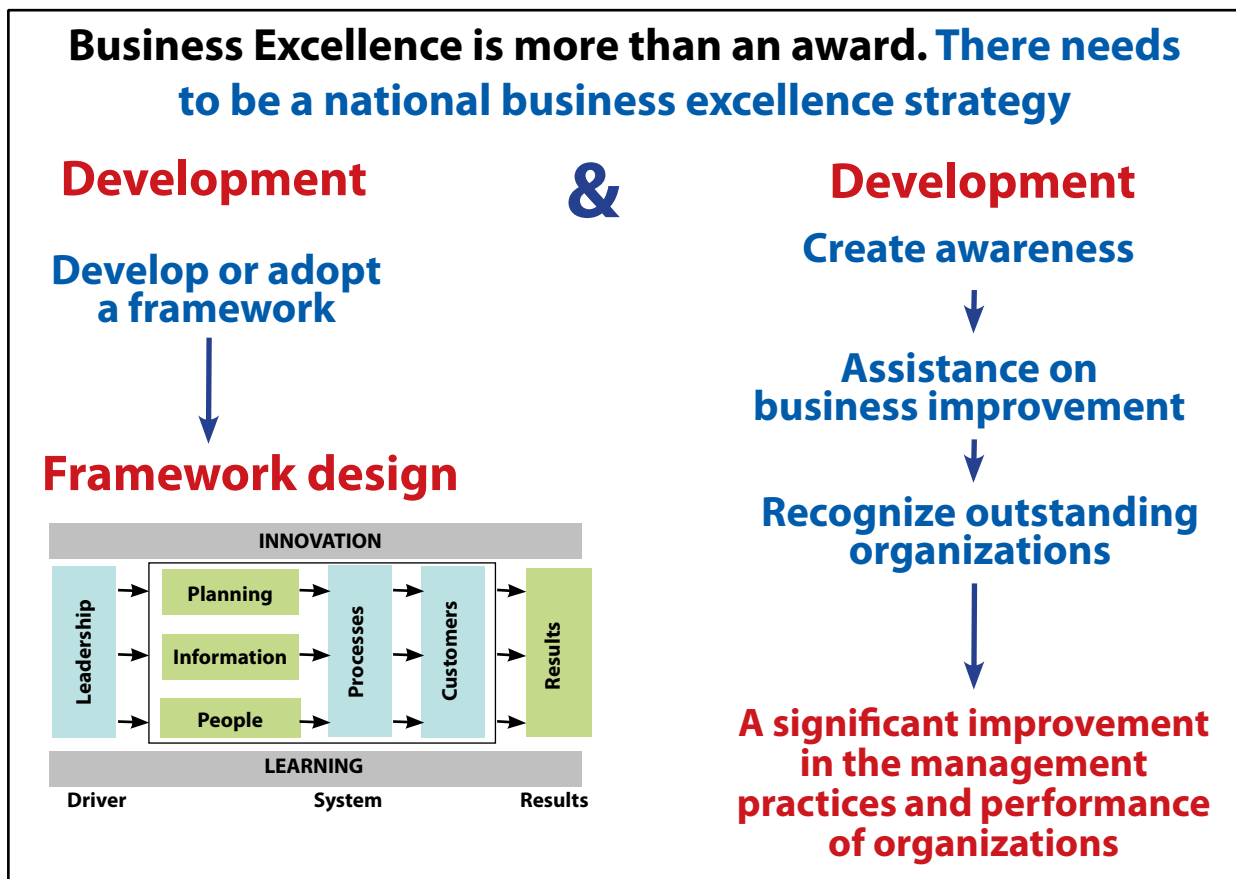 Business Excellence is more than an award. There needs
to be a national business excellence strategy
Development
&
Development
Develop or adopt
a framework
Framework design
INNOVATION
Leadership
Planning
Information
People
Processes
Customers
Results
LEARNING
Driver
System
Results
Create awareness
Assistance on
business improvement
Recognize outstanding
organizations
A significant improvement
in the management
practices and performance
of organizations